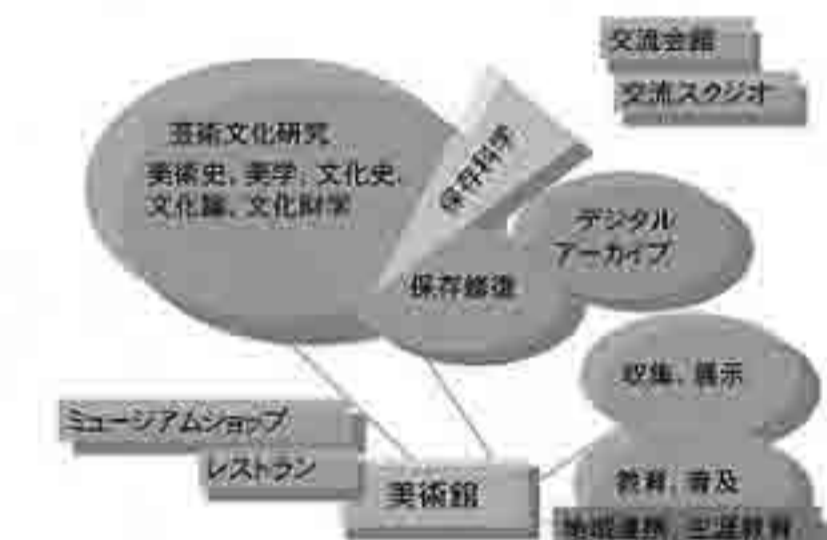 交流会館
交流スタジオ
芸術文化研究
美術史、美学、文化史、
文化論、文化財学
保存科学
デジタル
アーカイブ
保存修復
収集、展示
ミュージアムショップ
レストラン
美術館
教育、普及
地域連携、生涯教育、